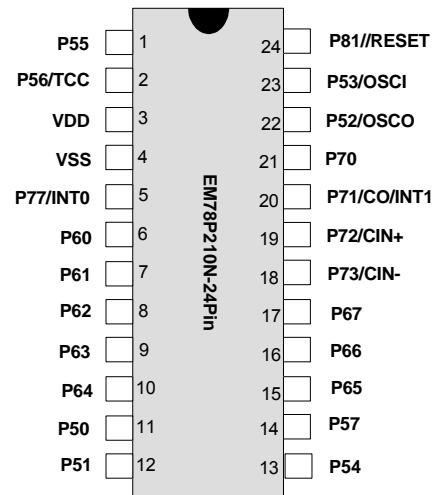 P55 1 24 P81//RESET
P56/TCC 2 23 P53/OSCI
VDD 3 22 P52/OSCO
VSS 4 21 P70
P77/INT0 5 20 P71/CO/INT1
P60 6 19 P72/CIN+
P61 7 18 P73/CIN-
P62 8 17 P67
P63 9 16 P66
P64 10 15 P65
P50 11 14 P57
P51 12 13 P54
EM78P210N-24Pin